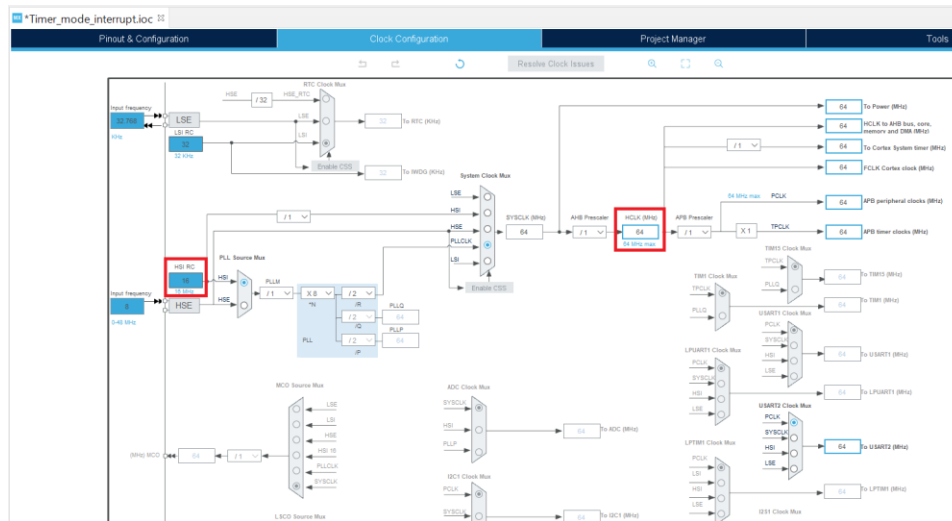 *Timer_mode_interrupt.ioc
Pinout & Configuration
Clock Configuration
Project Manager
Tools
Resolve Clock Issues
RTC Clock Mux
HSE
/ 32
HSE_RTC
Input frequency
32.768
KHz
LSE
LSE
LSI RC
32
32 KHz
LSI
32
To RTC (KHz)
Enable CSS
32
To IWDG (KHz)
System Clock Mux
LSE
HSI
HSE
PLLCLK
LSI
/ 1
Enable CSS
SYSCLK (MHz)
64
AHB Prescaler
/ 1
HCLK (MHz)
64
64 MHz max
APB Prescaler
/ 1
64 MHz max
PCLK
X 1
TPCLK
/ 1
64
To Power (MHz)
64
HCLK to AHB bus, core,
memory and DMA (MHz)
64
To Cortex System timer (MHz)
64
FCLK Cortex clock (MHz)
64
APB peripheral clocks (MHz)
64
APB timer clocks (MHz)
HSI RC
16
16 MHz
Input frequency
8
0-48 MHz
HSE
PLL Source Mux
HSI
HSE
PLLM
/ 1
X 8
*N
PLL
/ 2
/R
/ 2
/Q
/ 2
/P
PLLQ
64
PLLP
64
TIM15 Clock Mux
TPCLK
PLLQ
64
To TIM15 (MHz)
TIM1 Clock Mux
TPCLK
PLLQ
64
To TIM1 (MHz)
USART1 Clock Mux
PCLK
SYSCLK
HSI
LSE
64
To USART1 (MHz)
LPUART1 Clock Mux
PCLK
SYSCLK
HSI
LSE
64
To LPUART1 (MHz)
USART2 Clock Mux
PCLK
SYSCLK
HSI
LSE
64
To USART2 (MHz)
LPTIM1 Clock Mux
PCLK
LSI
HSI
LSE
64
To LPTIM1 (MHz)
I2S1 Clock Mux
MCO Source Mux
LSE
LSI
HSE
HSI 16
PLLCLK
SYSCLK
(MHz) MCO
64
/ 1
ADC Clock Mux
SYSCLK
HSI
PLLP
64
To ADC (MHz)
I2C1 Clock Mux
PCLK
SYSCLK
64
To I2C1 (MHz)
LSCO Source Mux